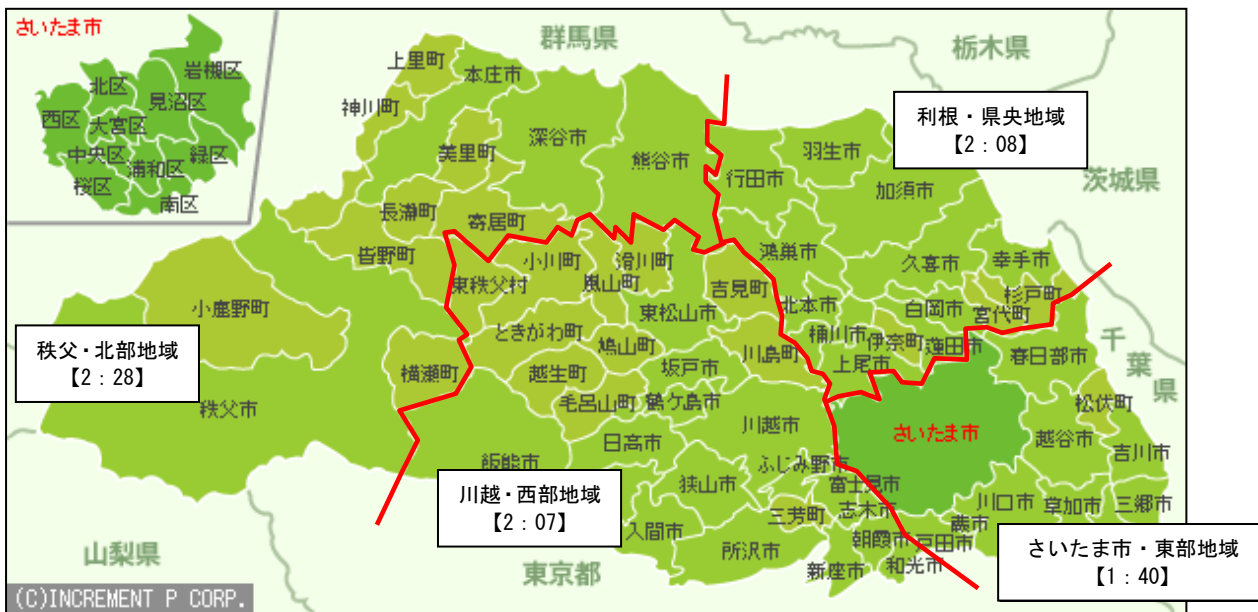 さいたま市
岩槻区
北区
見沼区
西区
大宮区
中央区
緑区
浦和区
桜区
南区
群馬県
栃木県
茨城県
千葉県
東京都
山梨県
上里町
本庄市
神川町
深谷市
美里町
熊谷市
長瀞町
寄居町
皆野町
小鹿野町
秩父市
横瀬町
秩父・北部地域
【2：28】
行田市
羽生市
加須市
鴻巣市
久喜市
幸手市
杉戸町
宮代町
白岡市
北本市
桶川市
伊奈町
蓮田市
上尾市
利根・県央地域
【2：08】
小川町
滑川町
嵐山町
東秩父村
吉見町
東松山市
ときがわ町
鳩山町
川島町
越生町
坂戸市
毛呂山町
鶴ケ島市
日高市
川越市
飯能市
ふじみ野市
富士見市
狭山市
三芳町
志木市
入間市
所沢市
朝霞市
新座市
和光市
川越・西部地域
【2：07】
春日部市
松伏町
さいたま市
越谷市
吉川市
川口市
草加市
三郷市
蕨市
戸田市
さいたま市・東部地域
【1：40】
(C)INCREMENT P CORP.